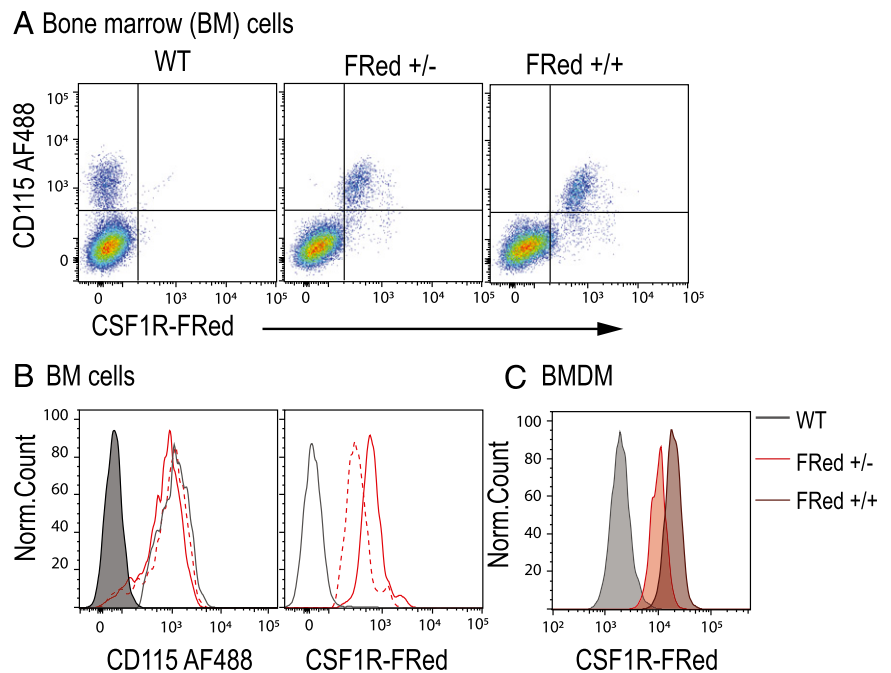 A Bone marrow (BM) cells
WT
FRed +/-
FRed +/+
CD115 AF488
10⁵
10⁴
10³
0
0 10³ 10⁴ 10⁵
0 10³ 10⁴ 10⁵
0 10³ 10⁴ 10⁵
CSF1R-FRed
B BM cells
Norm.Count
100
80
60
40
20
0 10³ 10⁴ 10⁵
0 10³ 10⁴ 10⁵
CD115 AF488
CSF1R-FRed
C BMDM
Norm.Count
100
80
60
40
20
10² 10³ 10⁴ 10⁵
CSF1R-FRed
WT
FRed +/-
FRed +/+